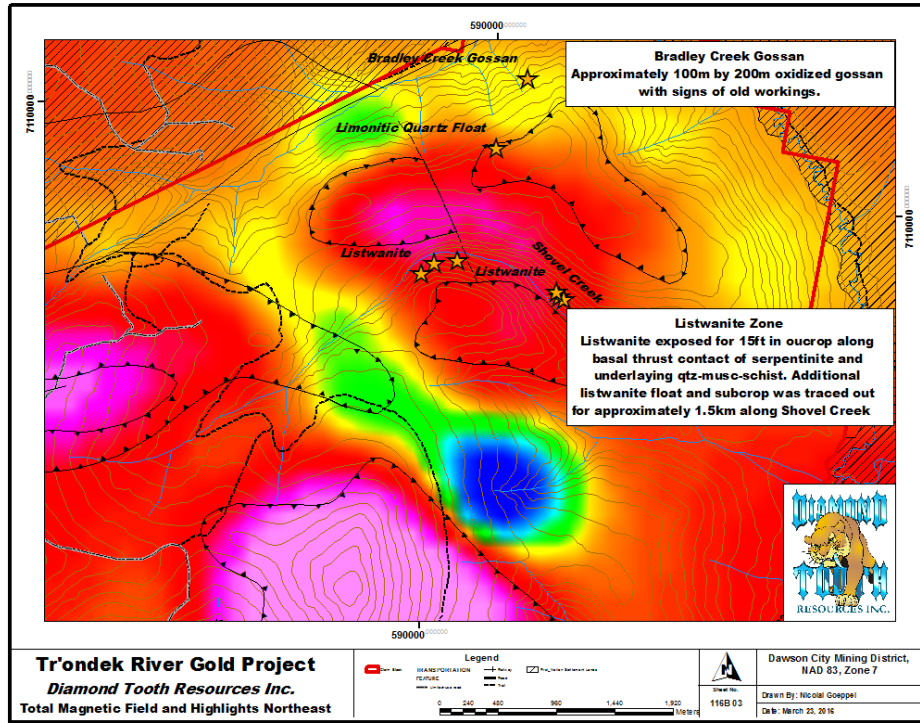 590000
Bradley Creek Gossan
Bradley Creek Gossan
Approximately 100m by 200m oxidized gossan
with signs of old workings.
7110000
Limonitic Quartz Float
7110000
Listwanite
Listwanite
Shovel Creek
Listwanite Zone
Listwanite exposed for 15ft in oucrop along
basal thrust contact of serpentinite and
underlaying qtz-musc-schist. Additional
listwanite float and subcrop was traced out
for approximately 1.5km along Shovel Creek
DIAMOND
TOOTH
RESOURCES INC.
590000
Tr'ondek River Gold Project
Diamond Tooth Resources Inc.
Total Magnetic Field and Highlights Northeast
Legend
TRANSPORTATION
FEATURE
Railway
Road
Trail
0 240 480 960 1,440 1,920
Meters
N
Sheet No.
116B 03
Dawson City Mining District,
NAD 83, Zone 7
Drawn By: Nicolai Goeppel
Date: March 23, 2016